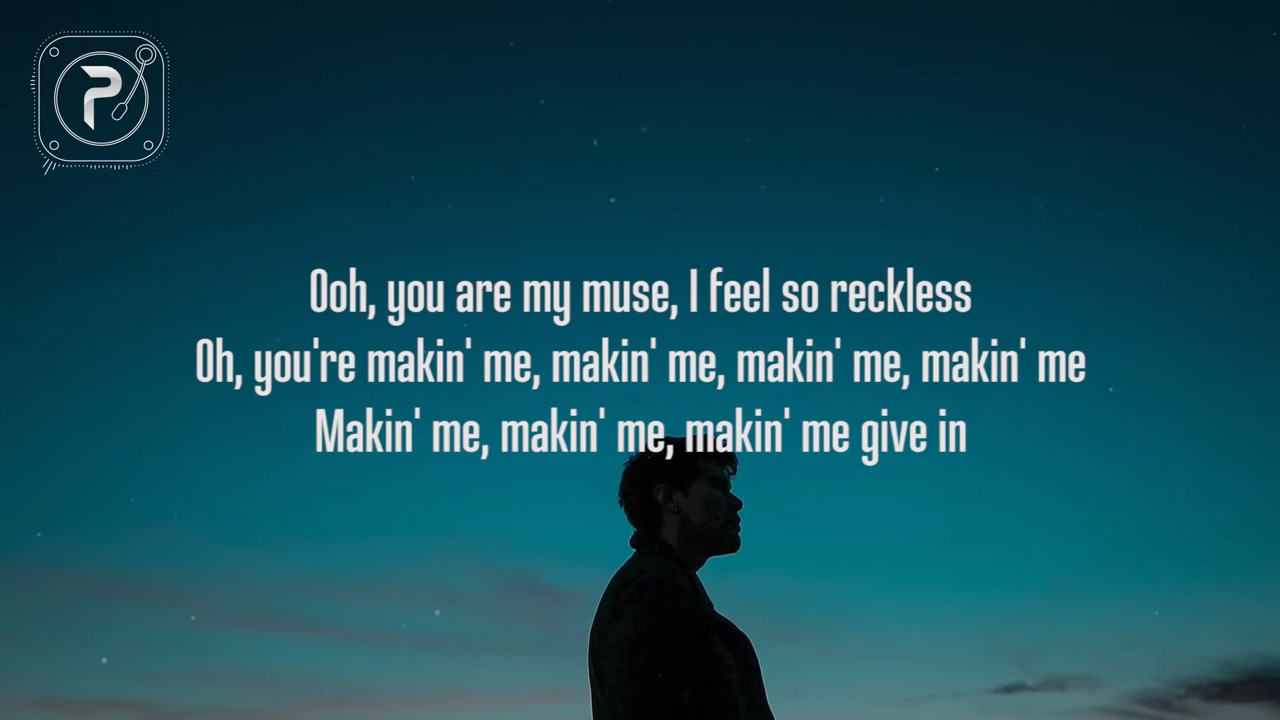 Ooh, you are my muse, I feel so reckless
Oh, you're makin' me, makin' me, makin' me, makin' me
Makin' me, makin' me, makin' me give in